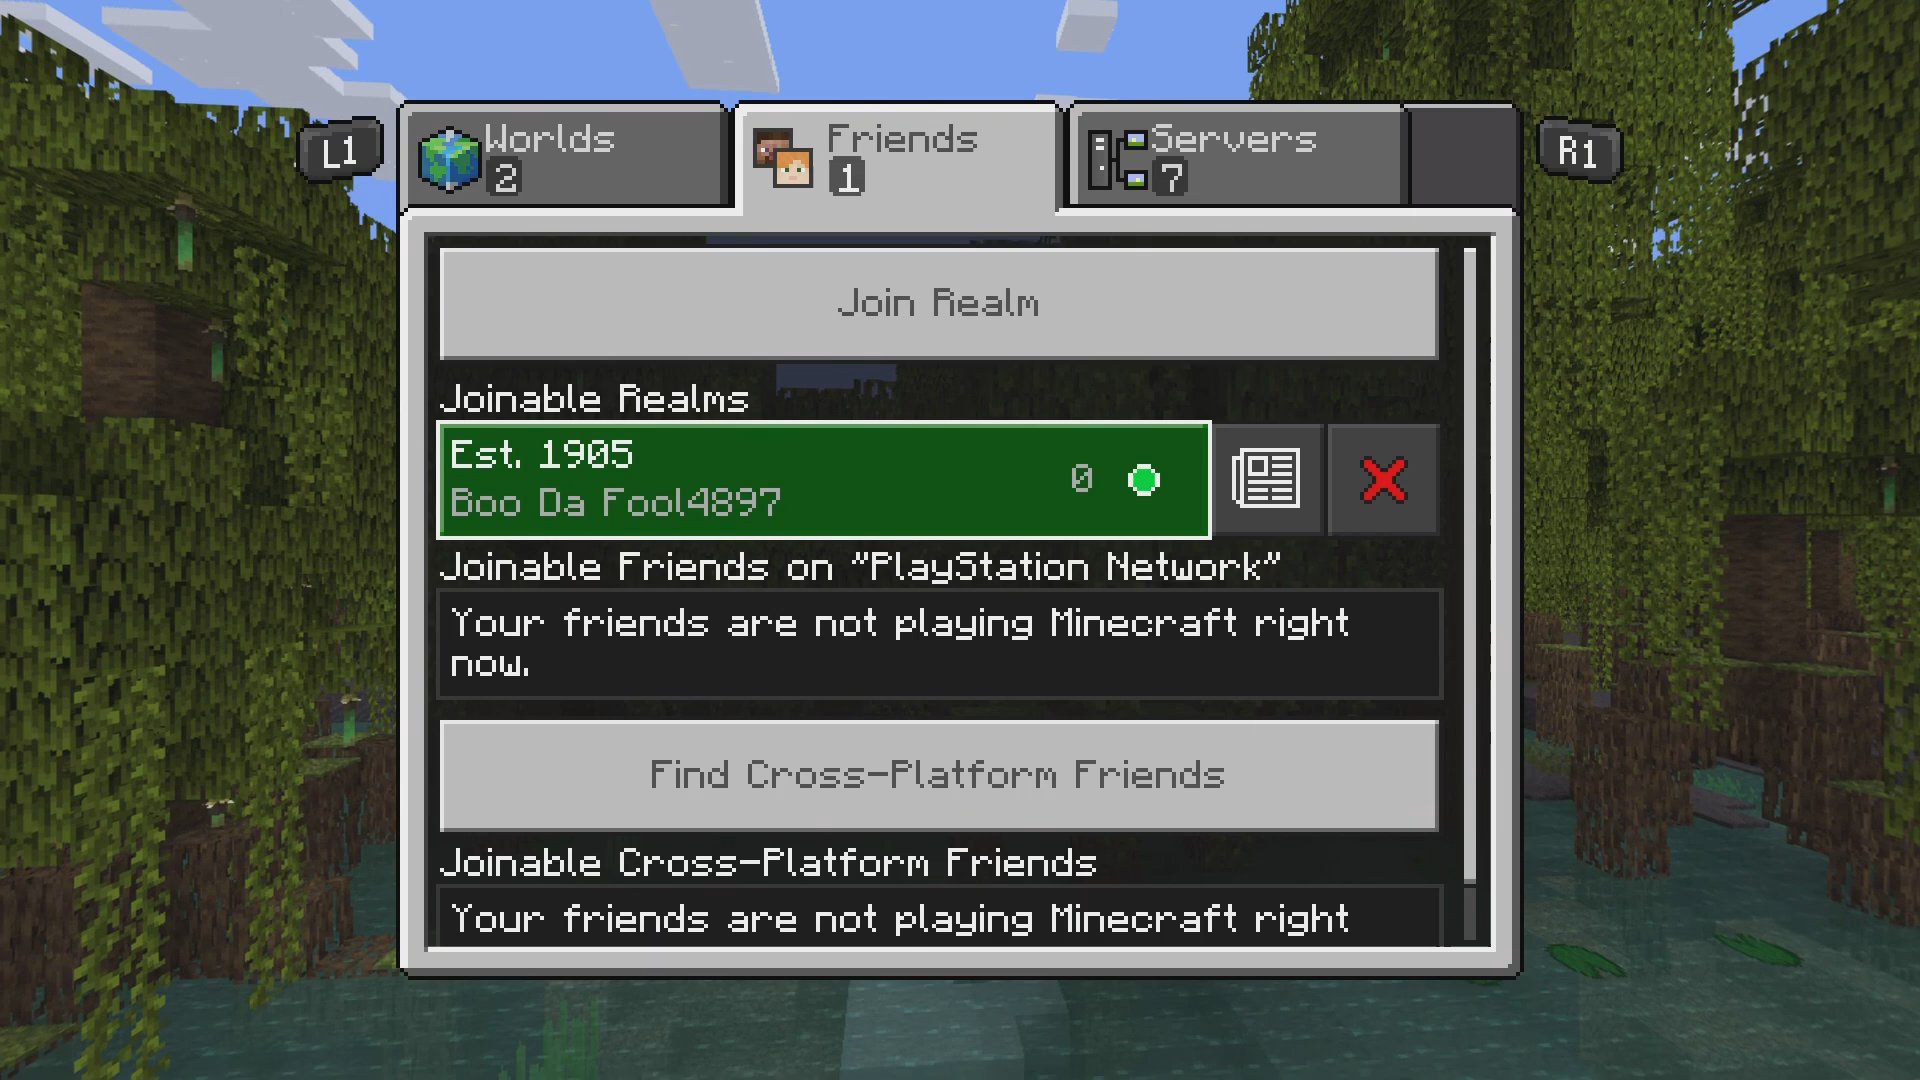 L1
Worlds
2
Friends
1
Servers
7
R1
Join Realm
Joinable Realms
Est. 1905
Boo Da Fool4897
0
Joinable Friends on "PlayStation Network"
Your friends are not playing Minecraft right
now.
Find Cross-Platform Friends
Joinable Cross-Platform Friends
Your friends are not playing Minecraft right